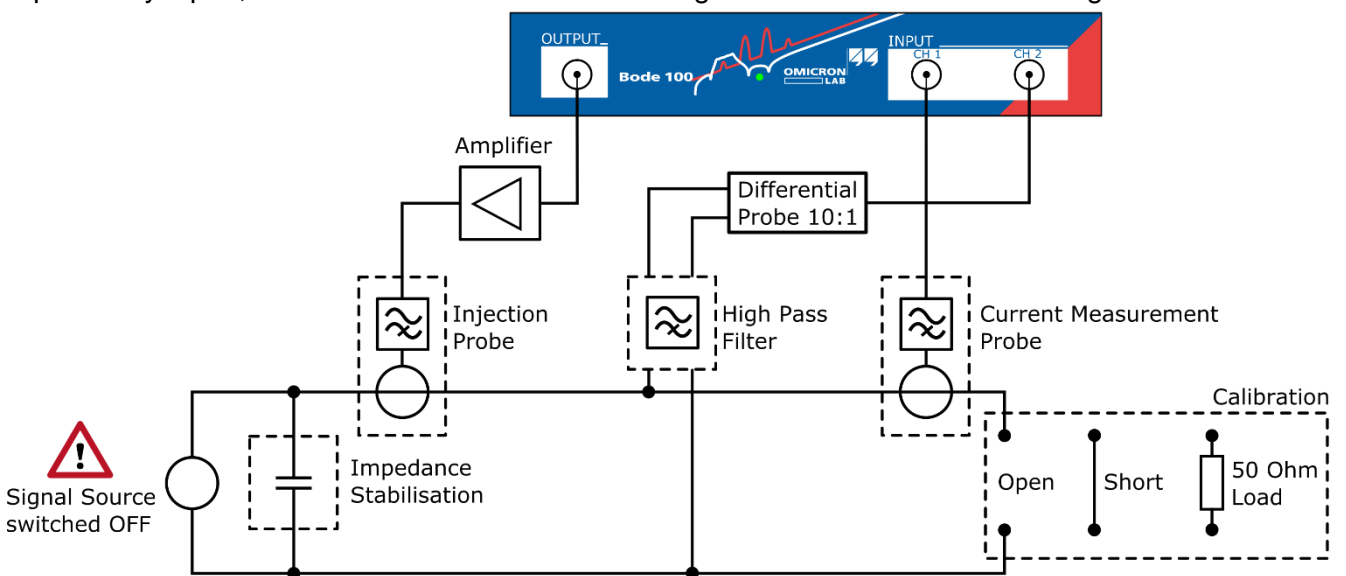 OUTPUT
INPUT
CH 1
CH 2
Bode 100
OMICRON
LAB
Amplifier
Differential
Probe 10:1
Injection
Probe
High Pass
Filter
Current Measurement
Probe
Calibration
!
Signal Source
switched OFF
Impedance
Stabilisation
Open
Short
50 Ohm
Load